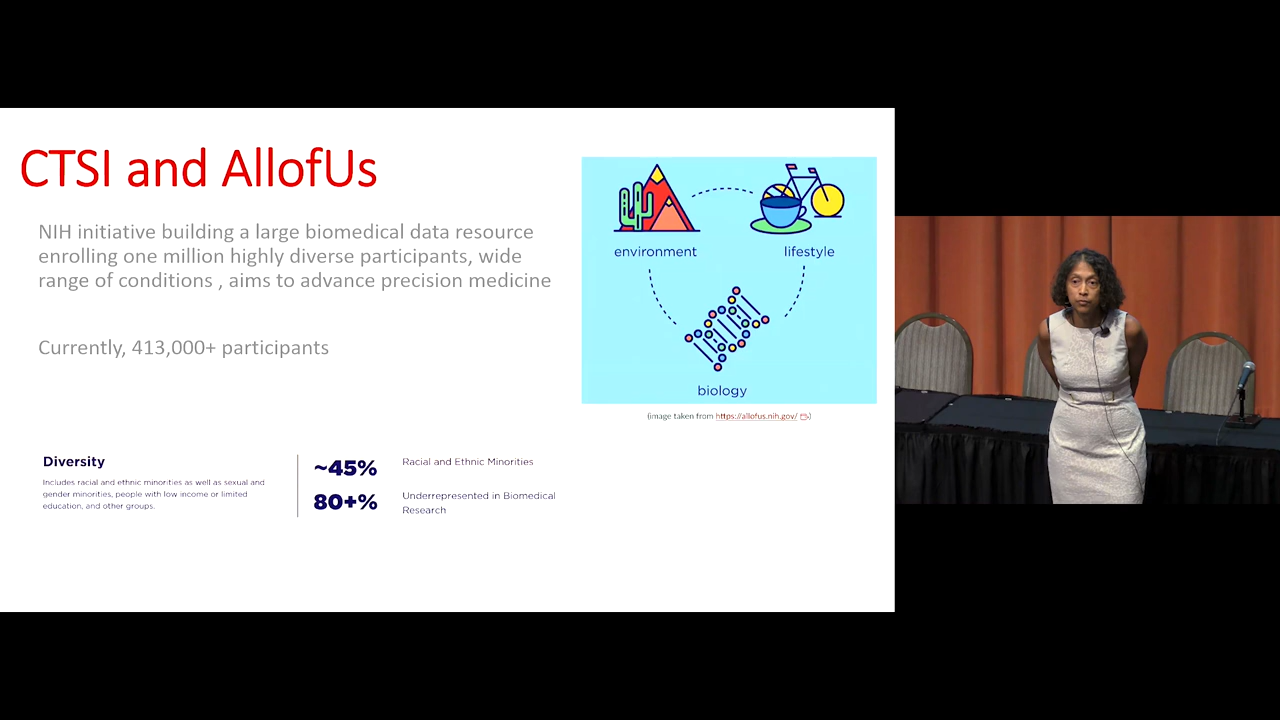 CTSI and AllofUs
NIH initiative building a large biomedical data resource
enrolling one million highly diverse participants, wide
range of conditions , aims to advance precision medicine
Currently, 413,000+ participants
environment
lifestyle
biology
(image taken from https://allofus.nih.gov/ )
Diversity
Includes racial and ethnic minorities as well as sexual and
gender minorities, people with low income or limited
education, and other groups.
~45%
Racial and Ethnic Minorities
80+%
Underrepresented in Biomedical
Research